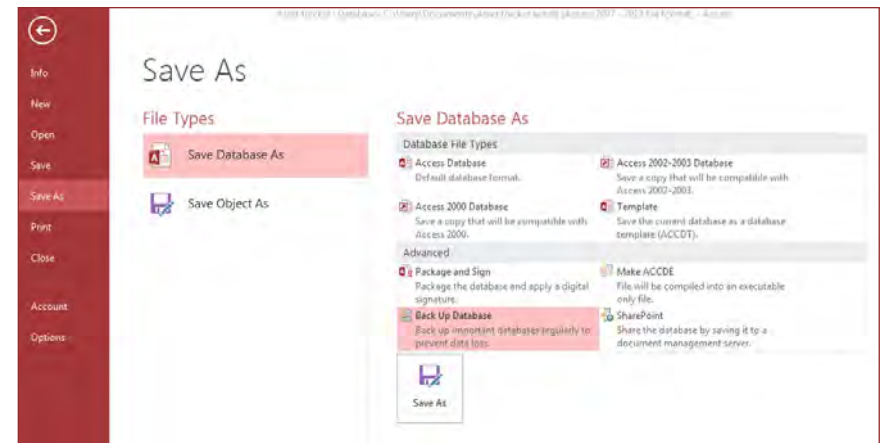 Info
New
Open
Save
Save As
Print
Close
Account
Options
Save As
File Types
Save Database As
Save Object As
Save Database As
Database File Types
Access Database
Default database format.
Access 2002-2003 Database
Save a copy that will be compatible with
Access 2002-2003.
Access 2000 Database
Save a copy that will be compatible with
Access 2000.
Template
Save the current database as a database
template (ACCDT).
Advanced
Package and Sign
Package the database and apply a digital
signature.
Make ACCDE
File will be compiled into an executable
only file.
Back Up Database
Back up important databases regularly to
prevent data loss.
SharePoint
Share the database by saving it to a
document management server.
Save As